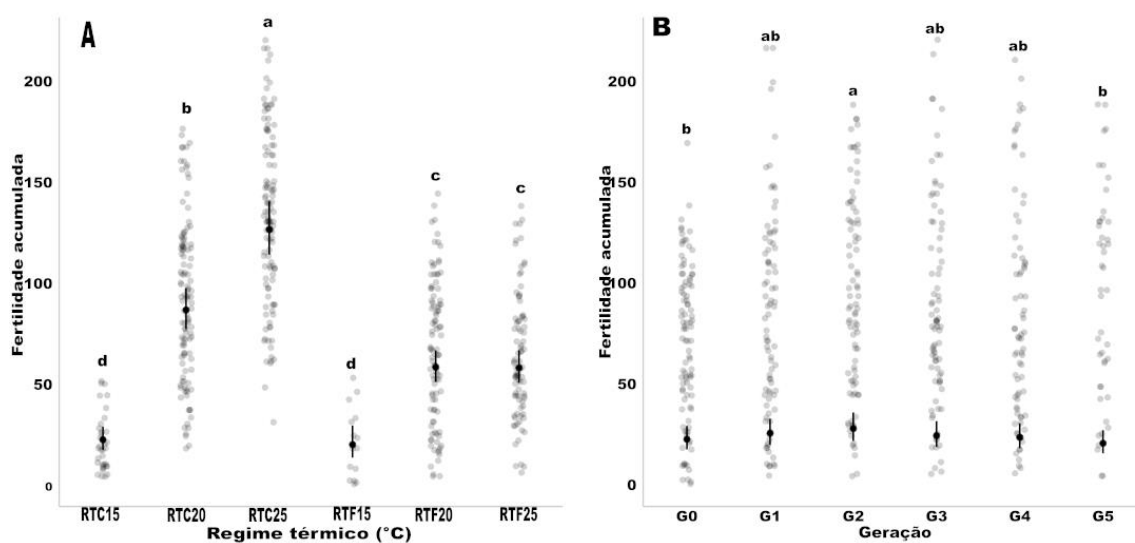 A
Fertilidade acumulada
200
150
100
50
0
a
b
c
c
d
d
RTC15 RTC20 RTC25 RTF15 RTF20 RTF25
Regime térmico (°C)
B
Fertilidade acumulada
200
150
100
50
0
b
ab
a
ab
ab
b
G0 G1 G2 G3 G4 G5
Geração